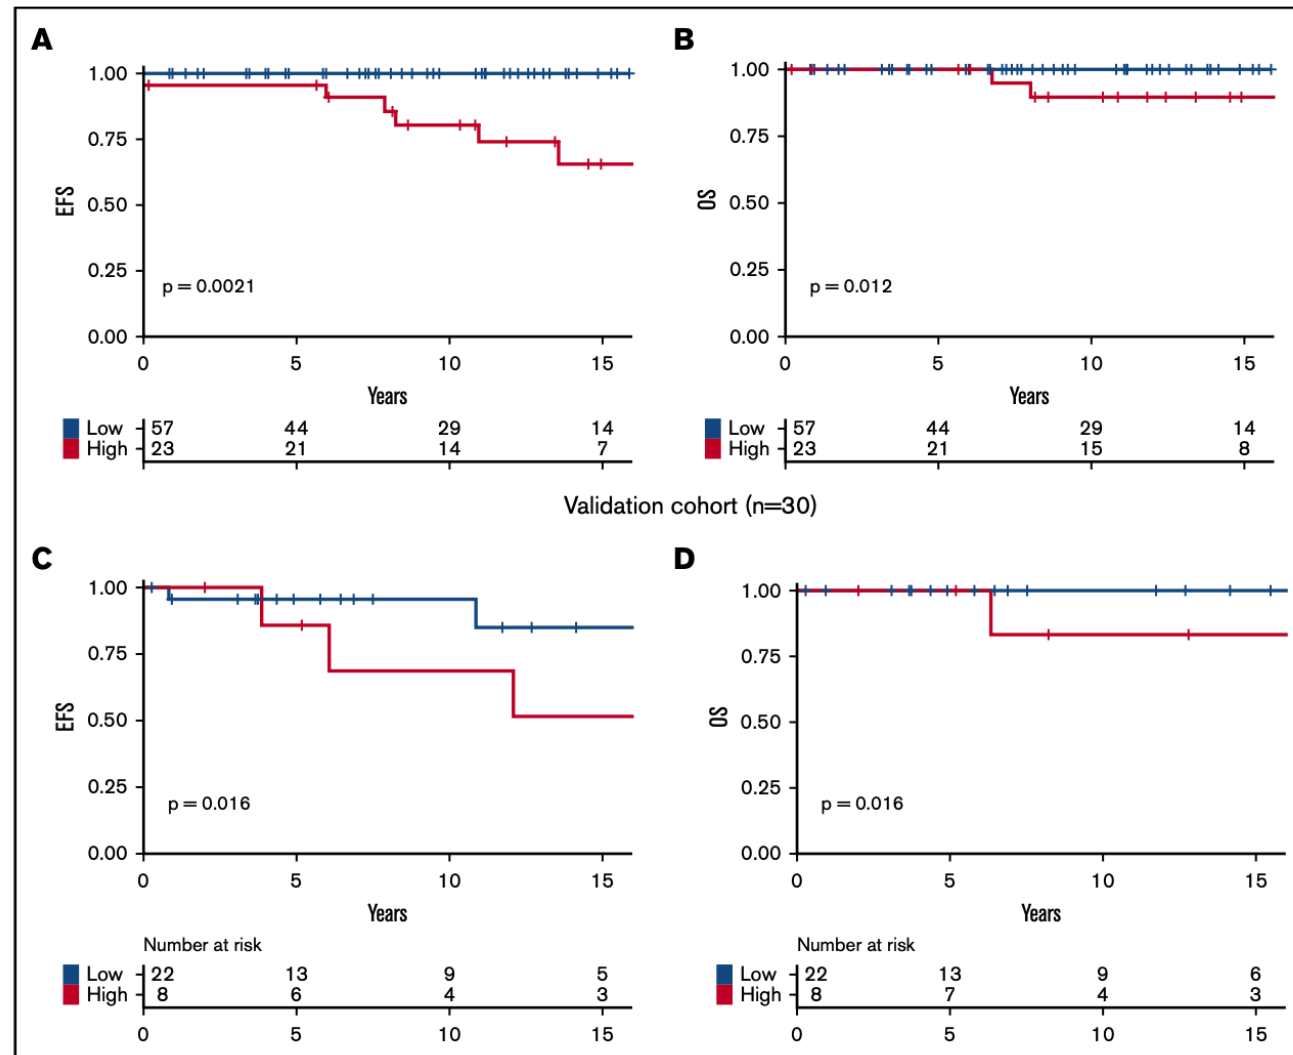 A
1.00
0.75
0.50
0.25
0.00
EFS
p = 0.0021
0 5 10 15
Years
Low 57 44 29 14
High 23 21 14 7
B
1.00
0.75
0.50
0.25
0.00
OS
p = 0.012
0 5 10 15
Years
Low 57 44 29 14
High 23 21 15 8
Validation cohort (n=30)
C
1.00
0.75
0.50
0.25
0.00
EFS
p = 0.016
0 5 10 15
Years
Number at risk
Low 22 13 9 5
High 8 6 4 3
0 5 10 15
D
1.00
0.75
0.50
0.25
0.00
OS
p = 0.016
0 5 10 15
Years
Number at risk
Low 22 13 9 6
High 8 7 4 3
0 5 10 15